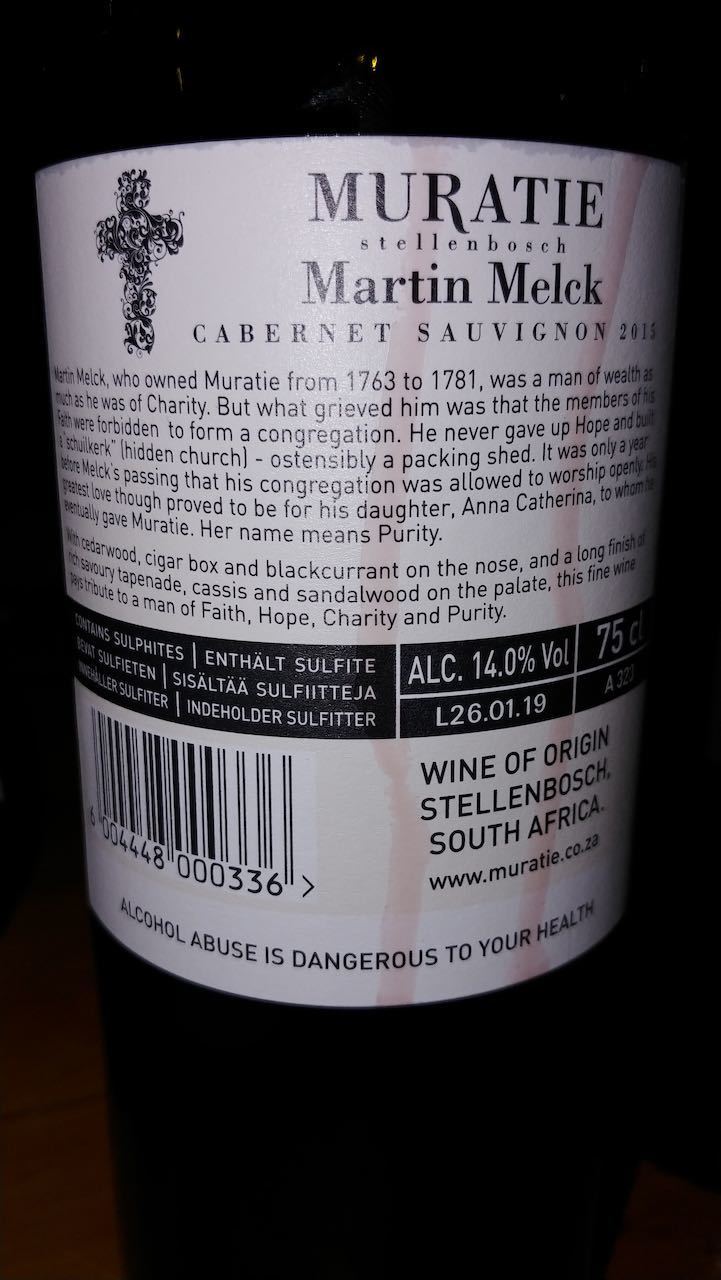 MURATIE
stellenbosch
Martin Melck
CABERNET SAUVIGNON 2015
Martin Melck, who owned Muratie from 1763 to 1781, was a man of wealth as
much as he was of Charity. But what grieved him was that the members of his
Faith were forbidden to form a congregation. He never gave up Hope and built
a "schuilkerk" (hidden church) - ostensibly a packing shed. It was only a year
before Melck's passing that his congregation was allowed to worship openly. His
greatest love though proved to be for his daughter, Anna Catherina, to whom he
eventually gave Muratie. Her name means Purity.
With cedarwood, cigar box and blackcurrant on the nose, and a long finish of
rich savoury tapenade, cassis and sandalwood on the palate, this fine wine
pays tribute to a man of Faith, Hope, Charity and Purity.
CONTAINS SULPHITES | ENTHÄLT SULFITE
BEVAT SULFIETEN | SISÄLTÄÄ SULFIITTEJA
INNEHÅLLER SULFITER | INDEHOLDER SULFITTER
ALC. 14.0% Vol
75 cl
L26.01.19
A 323
6 004448 000336 >
WINE OF ORIGIN
STELLENBOSCH,
SOUTH AFRICA.
www.muratie.co.za
ALCOHOL ABUSE IS DANGEROUS TO YOUR HEALTH